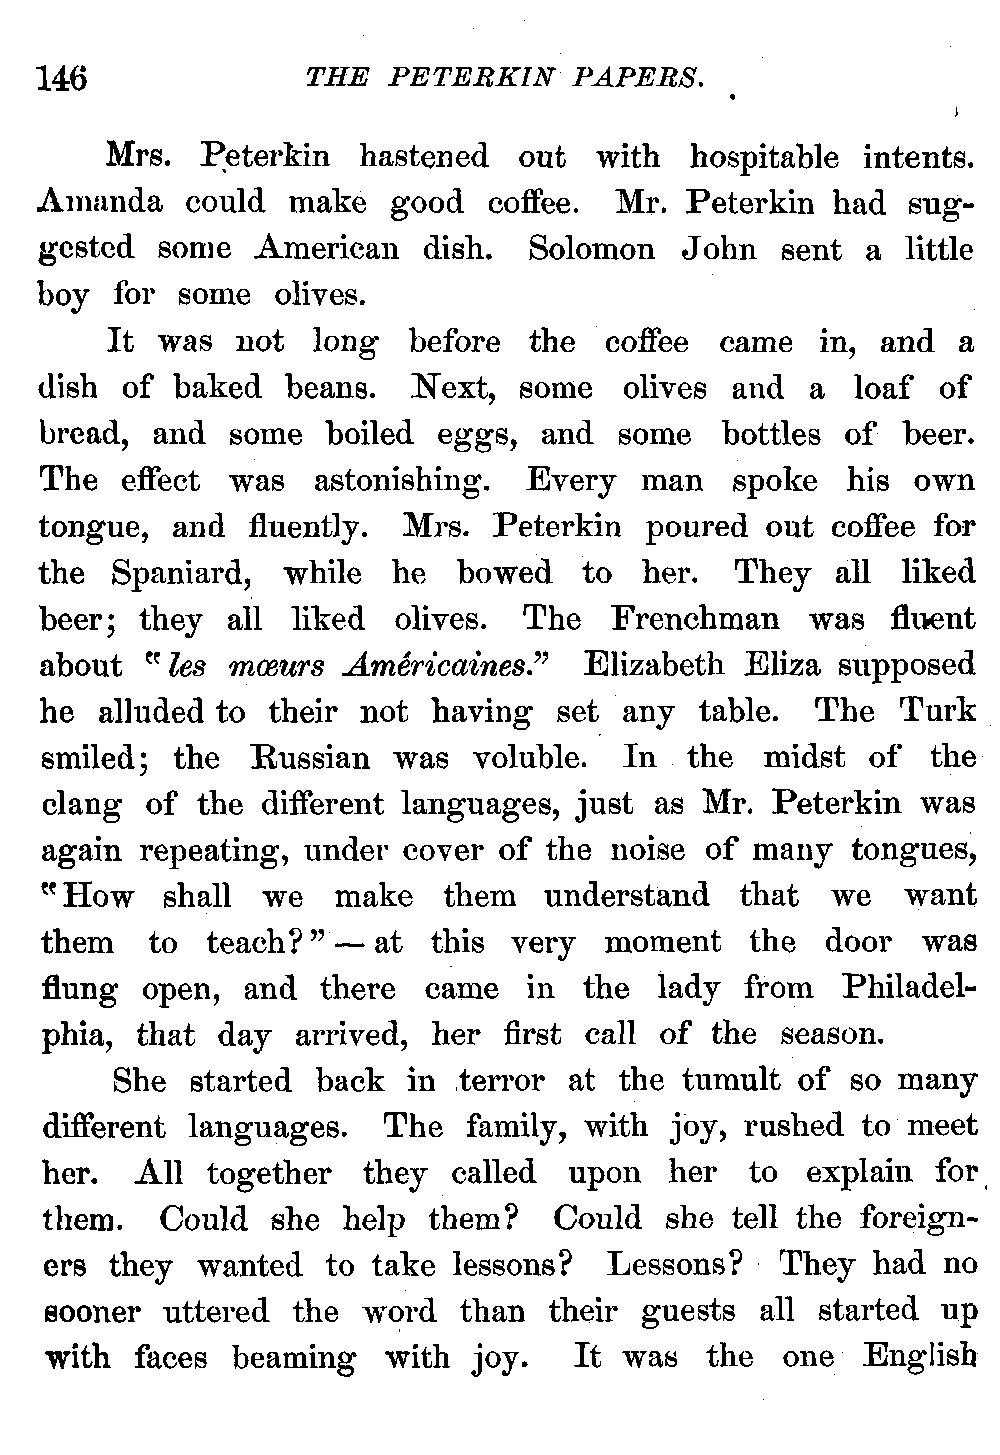 146 THE PETERKIN PAPERS.
Mrs. Peterkin hastened out with hospitable intents.
Amanda could make good coffee. Mr. Peterkin had sug-
gested some American dish. Solomon John sent a little
boy for some olives.
It was not long before the coffee came in, and a
dish of baked beans. Next, some olives and a loaf of
bread, and some boiled eggs, and some bottles of beer.
The effect was astonishing. Every man spoke his own
tongue, and fluently. Mrs. Peterkin poured out coffee for
the Spaniard, while he bowed to her. They all liked
beer; they all liked olives. The Frenchman was fluent
about "les mœurs Américaines." Elizabeth Eliza supposed
he alluded to their not having set any table. The Turk
smiled; the Russian was voluble. In the midst of the
clang of the different languages, just as Mr. Peterkin was
again repeating, under cover of the noise of many tongues,
"How shall we make them understand that we want
them to teach?" — at this very moment the door was
flung open, and there came in the lady from Philadel-
phia, that day arrived, her first call of the season.
She started back in terror at the tumult of so many
different languages. The family, with joy, rushed to meet
her. All together they called upon her to explain for
them. Could she help them? Could she tell the foreign-
ers they wanted to take lessons? Lessons? They had no
sooner uttered the word than their guests all started up
with faces beaming with joy. It was the one English